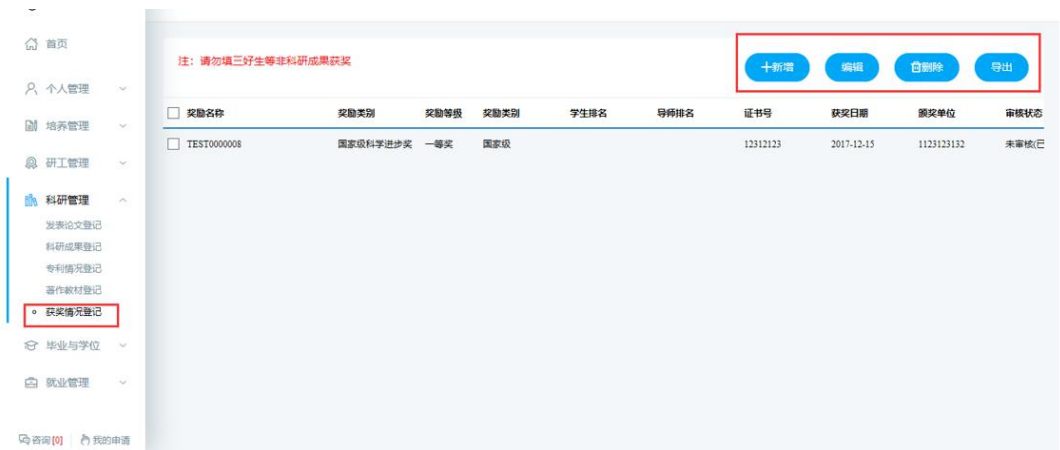 首页
个人管理
培养管理
研工管理
科研管理
发表论文登记
科研成果登记
专利情况登记
著作教材登记
获奖情况登记
毕业与学位
就业管理
咨询[0] 我的申请
注：请勿填三好生等非科研成果获奖
十新增 编辑 删除 导出
奖励名称 奖励类别 奖励等级 奖励类别 学生排名 导师排名 证书号 获奖日期 颁奖单位 审核状态
TEST0000008 国家级科学进步奖 一等奖 国家级 12312123 2017-12-15 1123123132 未审核(已